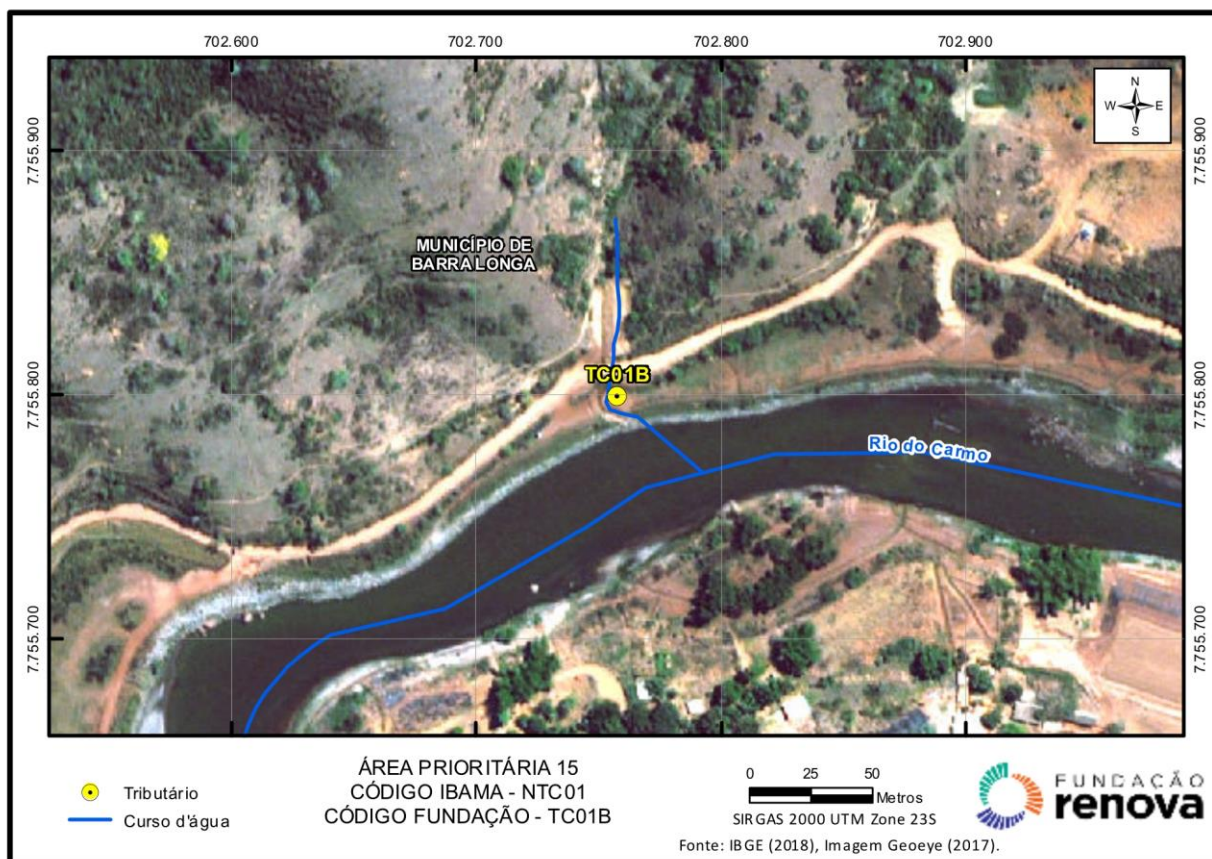 702.600 702.700 702.800 702.900
N
W E
S
7.755.900 7.755.900
MUNICÍPIO DE
BARRA LONGA
TC01B
7.755.800 7.755.800
Rio do Carmo
7.755.700 7.755.700
Tributário
Curso d'água
ÁREA PRIORITÁRIA 15
CÓDIGO IBAMA - NTC01
CÓDIGO FUNDAÇÃO - TC01B
0 25 50
Metros
SIRGAS 2000 UTM Zone 23S
Fonte: IBGE (2018), Imagem Geoeye (2017).
FUNDAÇÃO
renova